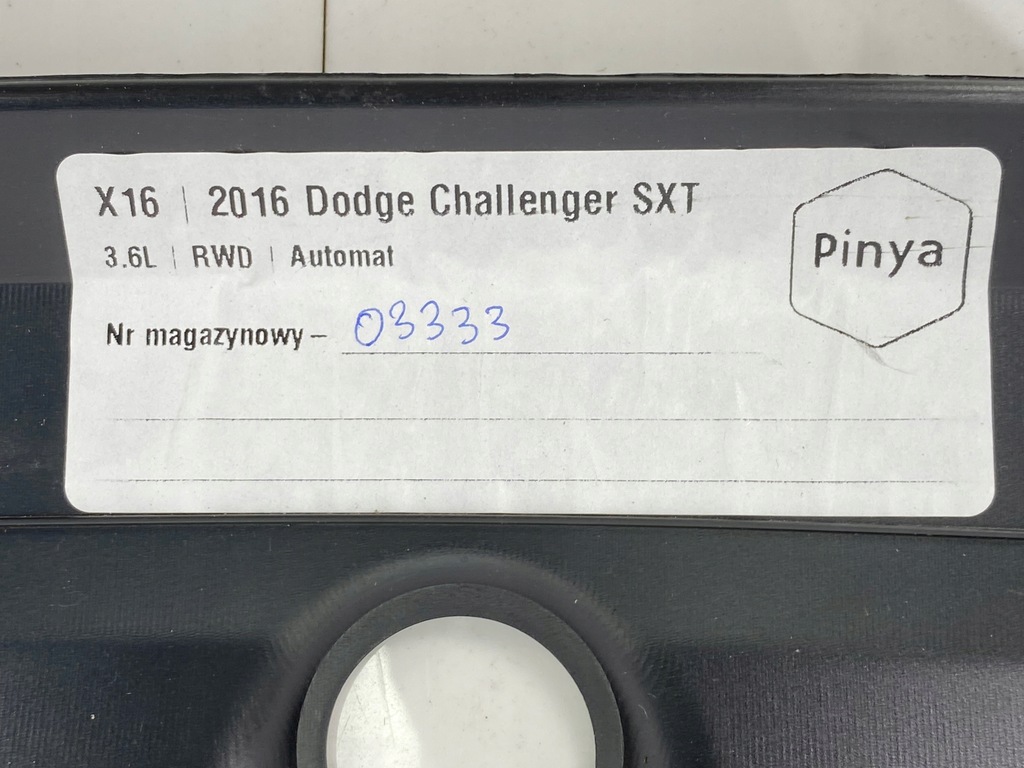 X16 | 2016 Dodge Challenger SXT
3.6L | RWD | Automat
Pinya
Nr magazynowy – 03333